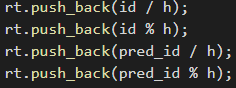 rt.push_back(id / h);
rt.push_back(id % h);
rt.push_back(pred_id / h);
rt.push_back(pred_id % h);